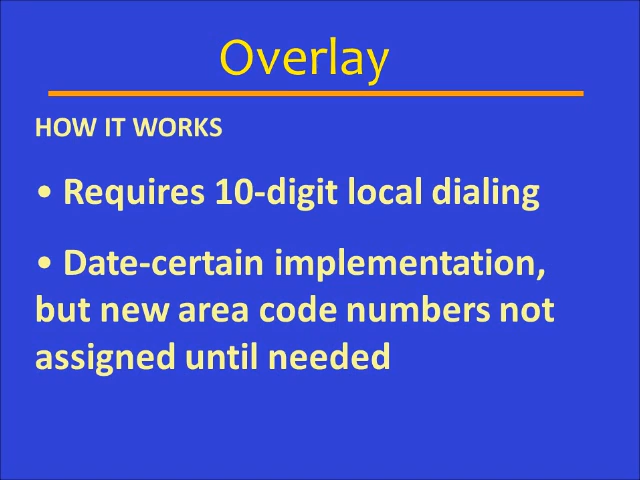 Overlay
HOW IT WORKS
• Requires 10-digit local dialing
• Date-certain implementation,
but new area code numbers not
assigned until needed